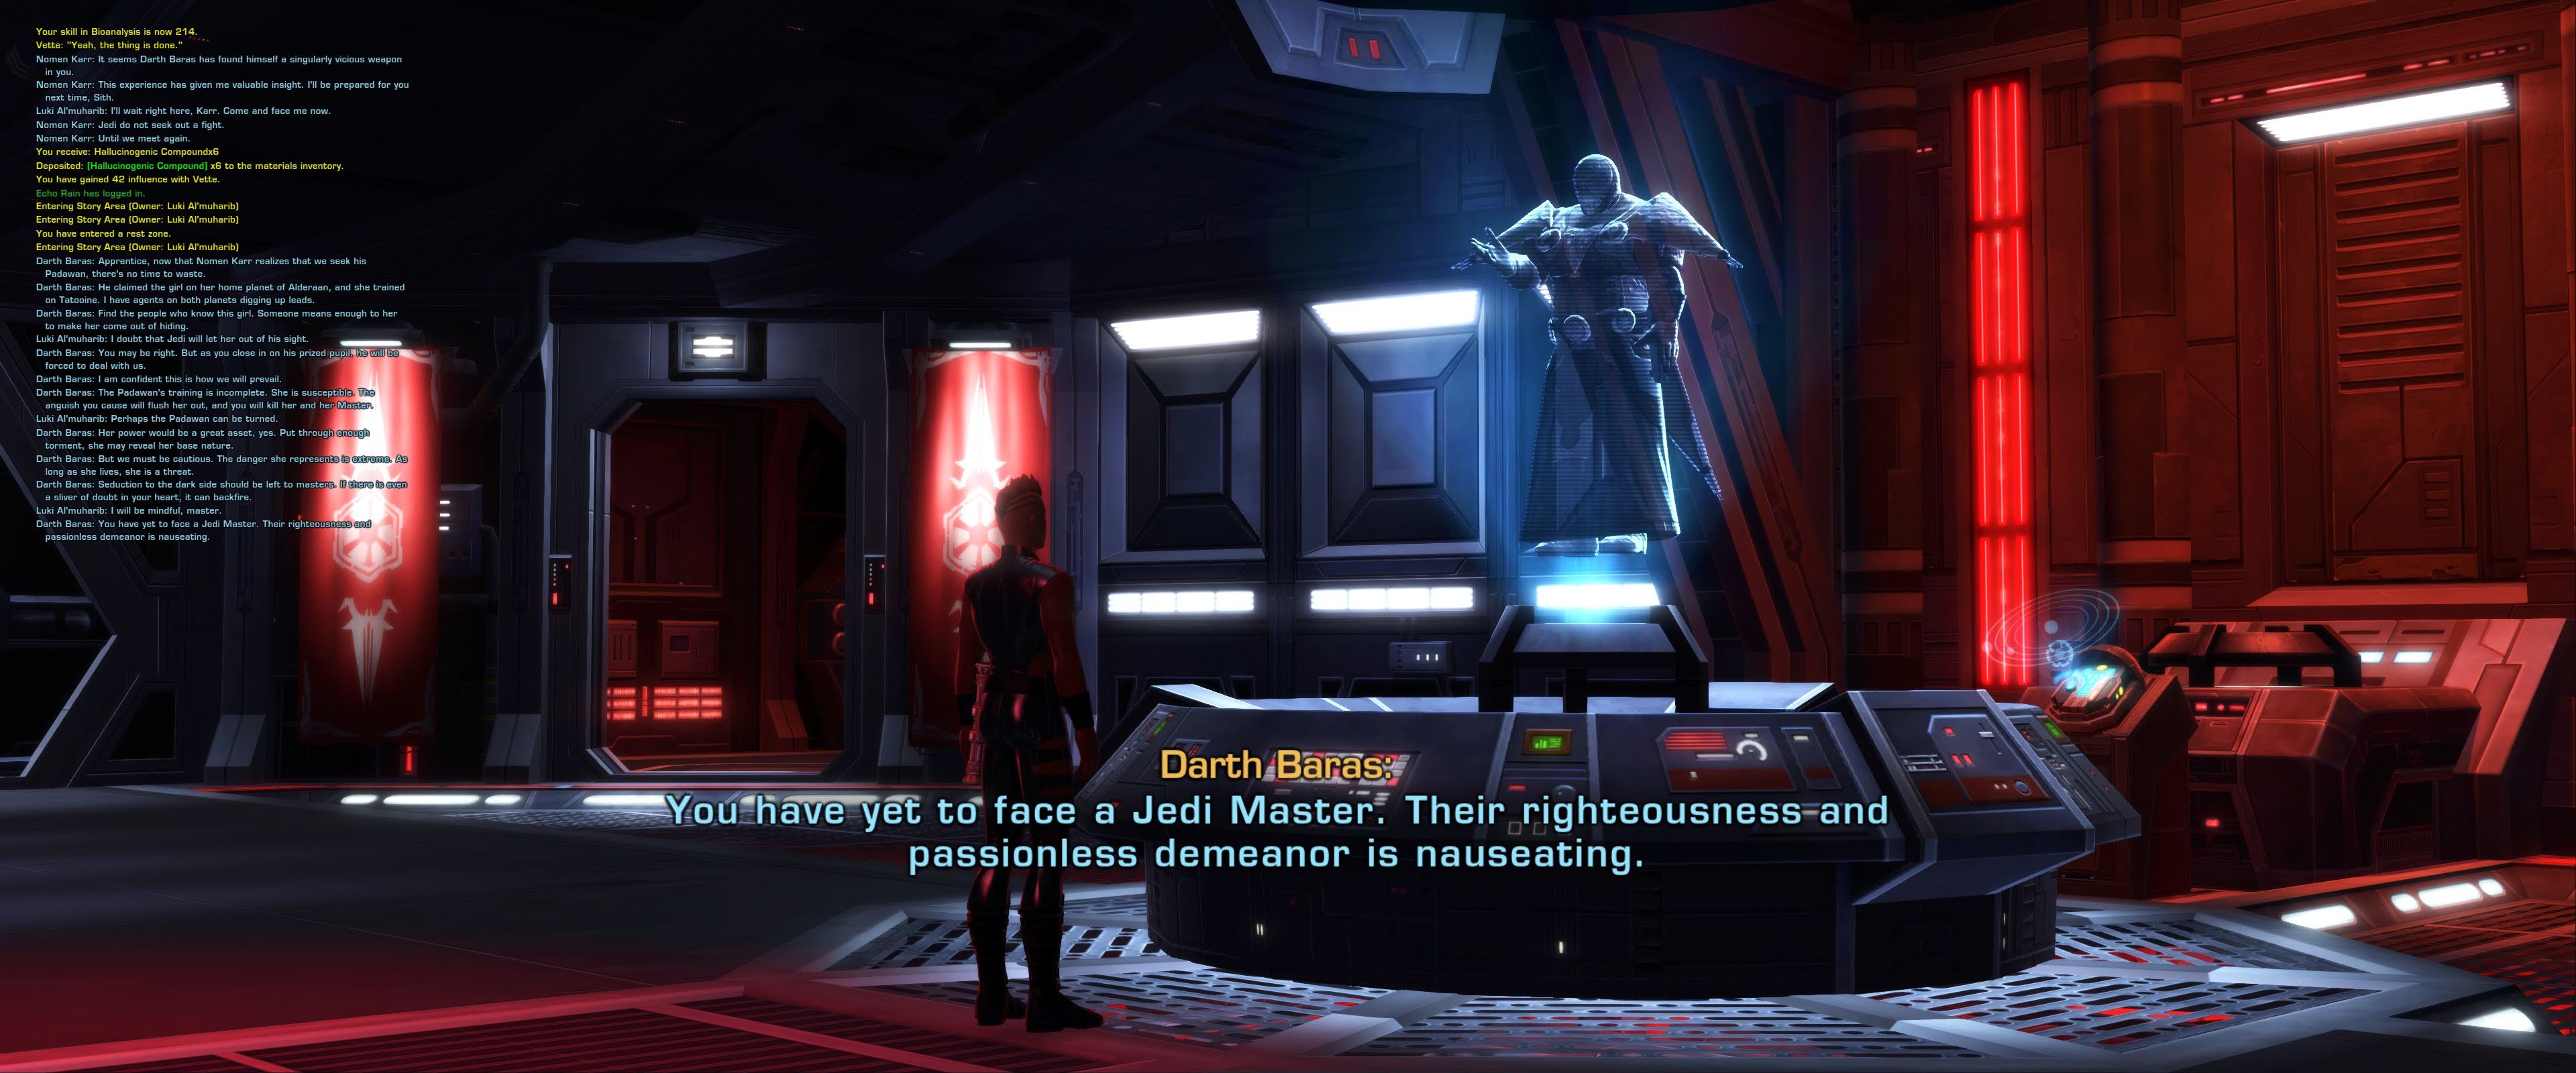 Your skill in Bioanalysis is now 214.
Vette: "Yeah, the thing is done."
Nomen Karr: It seems Darth Baras has found himself a singularly vicious weapon
in you.
Nomen Karr: This experience has given me valuable insight. I'll be prepared for you
next time, Sith.
Luki Al'muharib: I'll wait right here, Karr. Come and face me now.
Nomen Karr: Jedi do not seek out a fight.
Nomen Karr: Until we meet again.
You receive: Hallucinogenic Compoundx6
Deposited: [Hallucinogenic Compound] x6 to the materials inventory.
You have gained 42 influence with Vette.
Echo Rain has logged in.
Entering Story Area (Owner: Luki Al'muharib)
Entering Story Area (Owner: Luki Al'muharib)
You have entered a rest zone.
Entering Story Area (Owner: Luki Al'muharib)
Darth Baras: Apprentice, now that Nomen Karr realizes that we seek his
Padawan, there's no time to waste.
Darth Baras: He claimed the girl on her home planet of Alderaan, and she trained
on Tatooine. I have agents on both planets digging up leads.
Darth Baras: Find the people who know this girl. Someone means enough to her
to make her come out of hiding.
Luki Al'muharib: I doubt that Jedi will let her out of his sight.
Darth Baras: You may be right. But as you close in on his prized pupil, he will be
forced to deal with us.
Darth Baras: I am confident this is how we will prevail.
Darth Baras: The Padawan's training is incomplete. She is susceptible. The
anguish you cause will flush her out, and you will kill her and her Master.
Luki Al'muharib: Perhaps the Padawan can be turned.
Darth Baras: Her power would be a great asset, yes. Put through enough
torment, she may reveal her base nature.
Darth Baras: But we must be cautious. The danger she represents is extreme. As
long as she lives, she is a threat.
Darth Baras: Seduction to the dark side should be left to masters. If there is even
a sliver of doubt in your heart, it can backfire.
Luki Al'muharib: I will be mindful, master.
Darth Baras: You have yet to face a Jedi Master. Their righteousness and
passionless demeanor is nauseating.
Darth Baras:
You have yet to face a Jedi Master. Their righteousness and
passionless demeanor is nauseating.